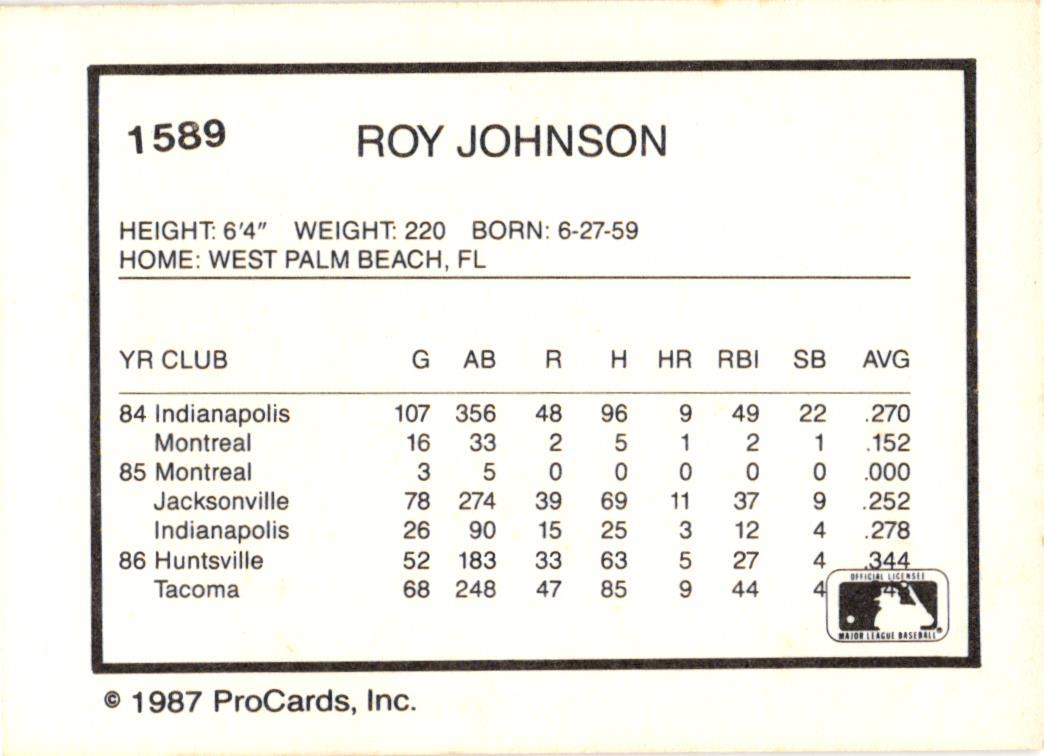 1589 ROY JOHNSON
HEIGHT: 6'4" WEIGHT: 220 BORN: 6-27-59
HOME: WEST PALM BEACH, FL
YR CLUB G AB R H HR RBI SB AVG
84 Indianapolis 107 356 48 96 9 49 22 .270
Montreal 16 33 2 5 1 2 1 .152
85 Montreal 3 5 0 0 0 0 0 .000
Jacksonville 78 274 39 69 11 37 9 .252
Indianapolis 26 90 15 25 3 12 4 .278
86 Huntsville 52 183 33 63 5 27 4 .344
Tacoma 68 248 47 85 9 44 4
OFFICIAL LICENSEE
MAJOR LEAGUE BASEBALL®
© 1987 ProCards, Inc.